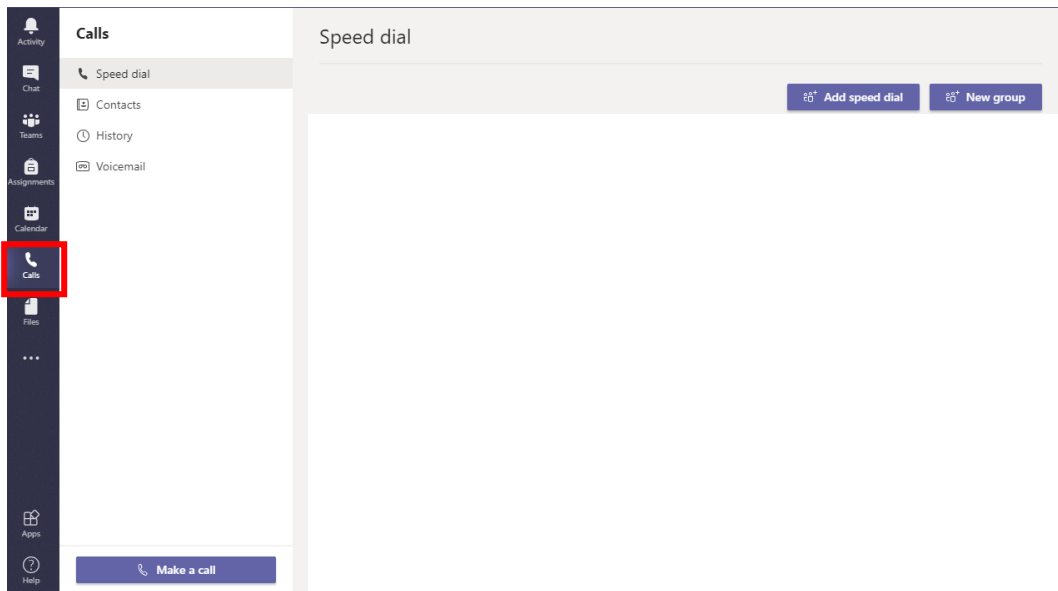 Activity
Chat
Teams
Assignments
Calendar
Calls
Files
Apps
Help
Calls
Speed dial
Contacts
History
Voicemail
Make a call
Speed dial
Add speed dial
New group